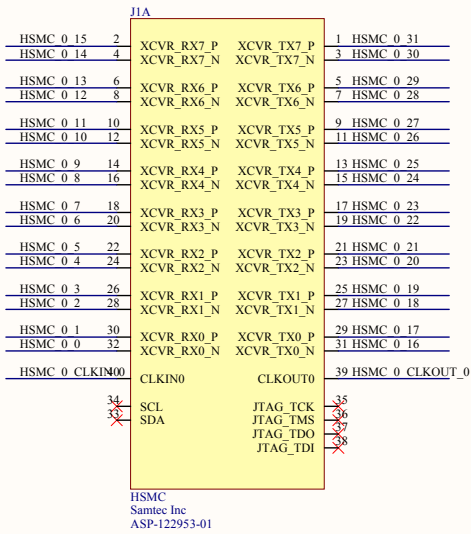 J1A
HSMC_0_15 2 XCVR_RX7_P XCVR_TX7_P 1 HSMC_0_31
HSMC_0_14 4 XCVR_RX7_N XCVR_TX7_N 3 HSMC_0_30
HSMC_0_13 6 XCVR_RX6_P XCVR_TX6_P 5 HSMC_0_29
HSMC_0_12 8 XCVR_RX6_N XCVR_TX6_N 7 HSMC_0_28
HSMC_0_11 10 XCVR_RX5_P XCVR_TX5_P 9 HSMC_0_27
HSMC_0_10 12 XCVR_RX5_N XCVR_TX5_N 11 HSMC_0_26
HSMC_0_9 14 XCVR_RX4_P XCVR_TX4_P 13 HSMC_0_25
HSMC_0_8 16 XCVR_RX4_N XCVR_TX4_N 15 HSMC_0_24
HSMC_0_7 18 XCVR_RX3_P XCVR_TX3_P 17 HSMC_0_23
HSMC_0_6 20 XCVR_RX3_N XCVR_TX3_N 19 HSMC_0_22
HSMC_0_5 22 XCVR_RX2_P XCVR_TX2_P 21 HSMC_0_21
HSMC_0_4 24 XCVR_RX2_N XCVR_TX2_N 23 HSMC_0_20
HSMC_0_3 26 XCVR_RX1_P XCVR_TX1_P 25 HSMC_0_19
HSMC_0_2 28 XCVR_RX1_N XCVR_TX1_N 27 HSMC_0_18
HSMC_0_1 30 XCVR_RX0_P XCVR_TX0_P 29 HSMC_0_17
HSMC_0_0 32 XCVR_RX0_N XCVR_TX0_N 31 HSMC_0_16
HSMC_0_CLKIN0 40 CLKIN0 CLKOUT0 39 HSMC_0_CLKOUT_0
34 SCL JTAG_TCK 35
33 SDA JTAG_TMS 36
JTAG_TDO 37
JTAG_TDI 38
HSMC
Samtec Inc
ASP-122953-01